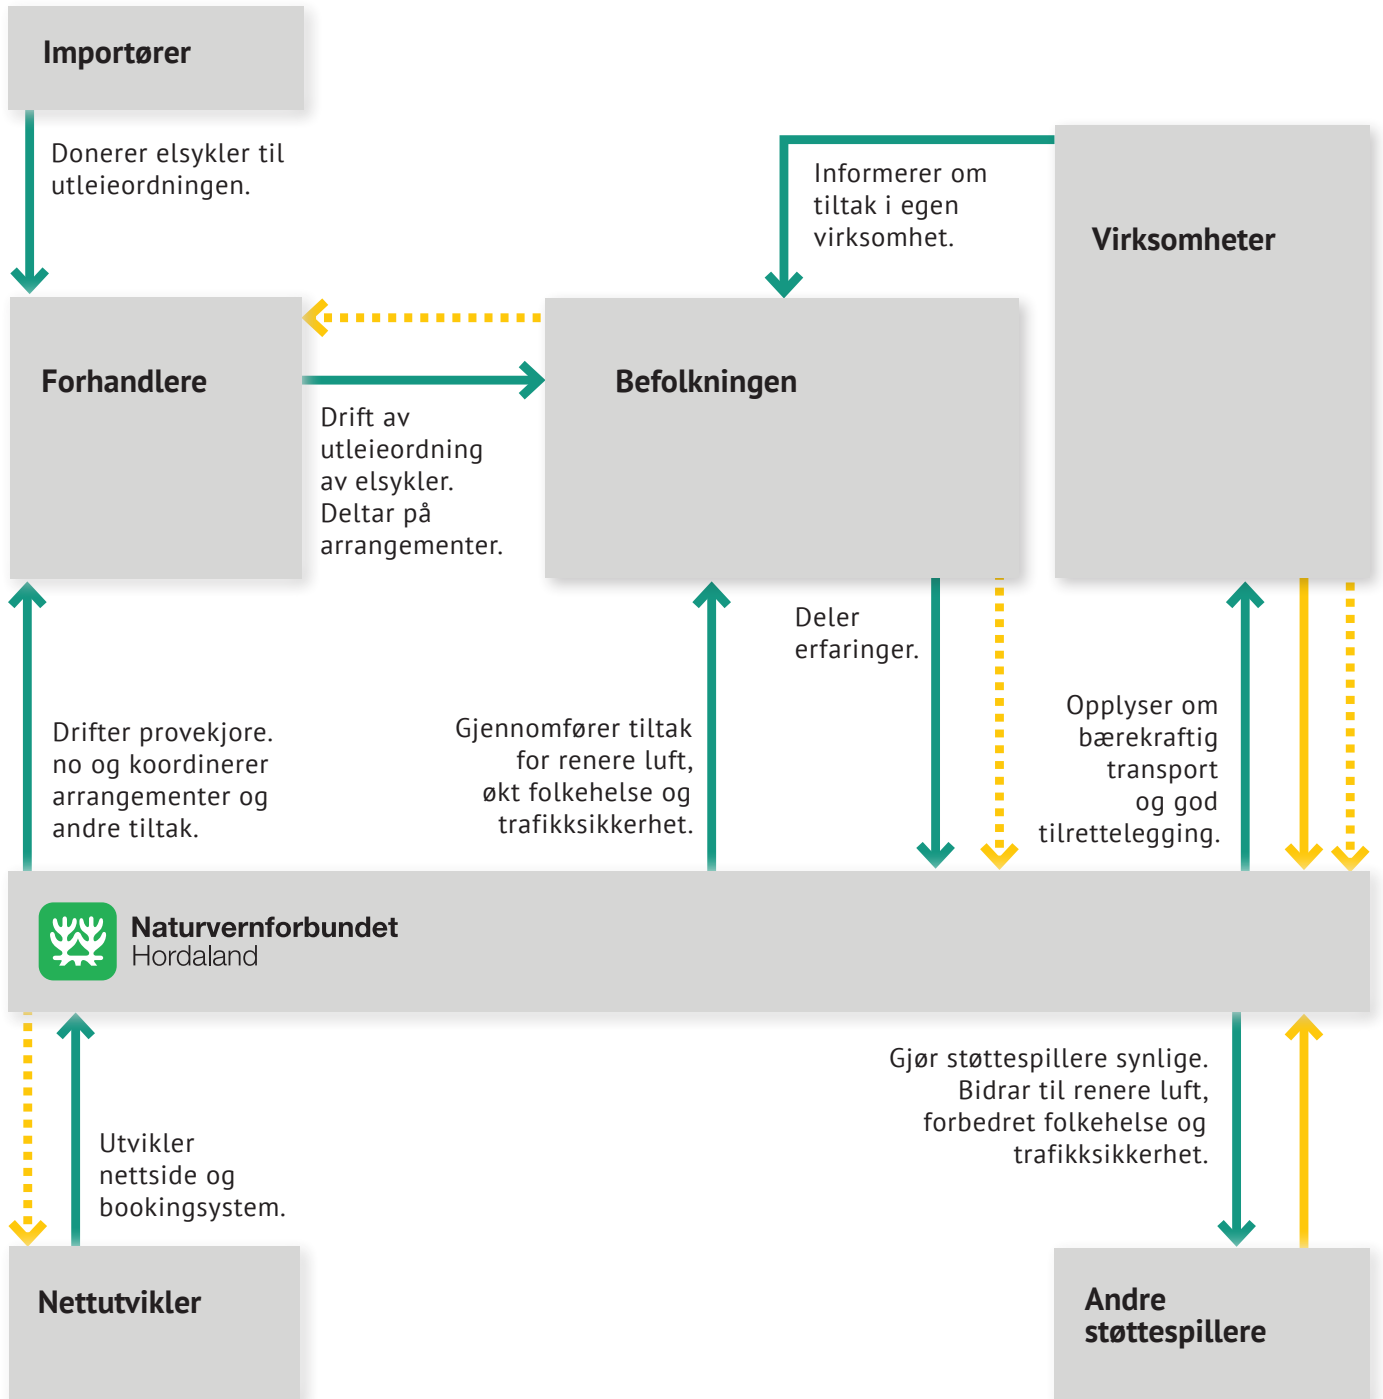 Importører
Donerer elsykler til
utleieordningen.
Informerer om
tiltak i egen
virksomhet.
Virksomheter
Forhandlere
Befolkningen
Drift av
utleieordning
av elsykler.
Deltar på
arrangementer.
Deler
erfaringer.
Drifter provekjore.
no og koordinerer
arrangementer og
andre tiltak.
Gjennomfører tiltak
for renere luft,
økt folkehelse og
trafikksikkerhet.
Opplyser om
bærekraftig
transport
og god
tilrettelegging.
Naturvernforbundet
Hordaland
Utvikler
nettside og
bookingsystem.
Gjør støttespillere synlige.
Bidrar til renere luft,
forbedret folkehelse og
trafikksikkerhet.
Nettutvikler
Andre
støttespillere